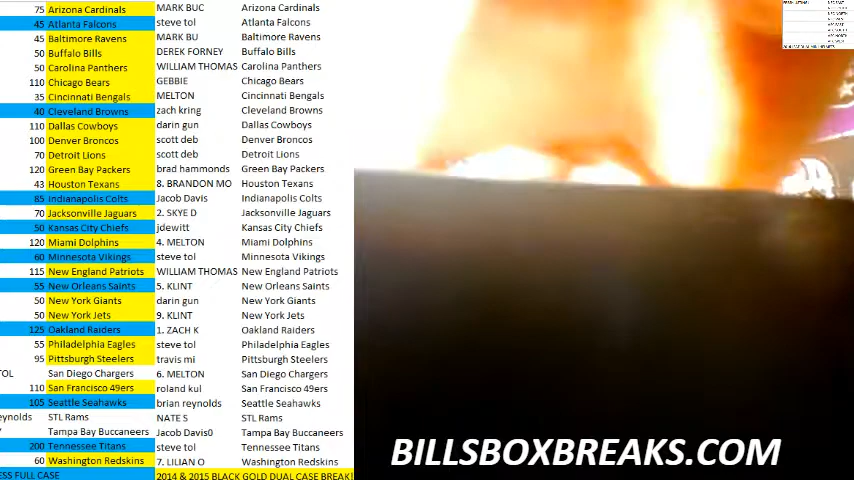 75 Arizona Cardinals MARK BUC Arizona Cardinals
45 Atlanta Falcons steve tol Atlanta Falcons
45 Baltimore Ravens MARK BU Baltimore Ravens
50 Buffalo Bills DEREK FORNEY Buffalo Bills
50 Carolina Panthers WILLIAM THOMAS Carolina Panthers
110 Chicago Bears GEBBIE Chicago Bears
35 Cincinnati Bengals MELTON Cincinnati Bengals
40 Cleveland Browns zach kring Cleveland Browns
110 Dallas Cowboys darin gun Dallas Cowboys
100 Denver Broncos scott deb Denver Broncos
70 Detroit Lions scott deb Detroit Lions
120 Green Bay Packers brad hammonds Green Bay Packers
43 Houston Texans 8. BRANDON MO Houston Texans
85 Indianapolis Colts Jacob Davis Indianapolis Colts
70 Jacksonville Jaguars 2. SKYE D Jacksonville Jaguars
50 Kansas City Chiefs jdewitt Kansas City Chiefs
120 Miami Dolphins 4. MELTON Miami Dolphins
60 Minnesota Vikings steve tol Minnesota Vikings
115 New England Patriots WILLIAM THOMAS New England Patriots
55 New Orleans Saints 5. KLINT New Orleans Saints
50 New York Giants darin gun New York Giants
50 New York Jets 9. KLINT New York Jets
125 Oakland Raiders 1. ZACH K Oakland Raiders
55 Philadelphia Eagles steve tol Philadelphia Eagles
95 Pittsburgh Steelers travis mi Pittsburgh Steelers
TOL San Diego Chargers 6. MELTON San Diego Chargers
110 San Francisco 49ers roland kul San Francisco 49ers
105 Seattle Seahawks brian reynolds Seattle Seahawks
eynolds STL Rams NATE S STL Rams
Tampa Bay Buccaneers Jacob Davis0 Tampa Bay Buccaneers
200 Tennessee Titans steve tol Tennessee Titans
60 Washington Redskins 7. LILIAN O Washington Redskins
ESS FULL CASE 2014 & 2015 BLACK GOLD DUAL CASE BREAK
BILLSBOXBREAKS.COM